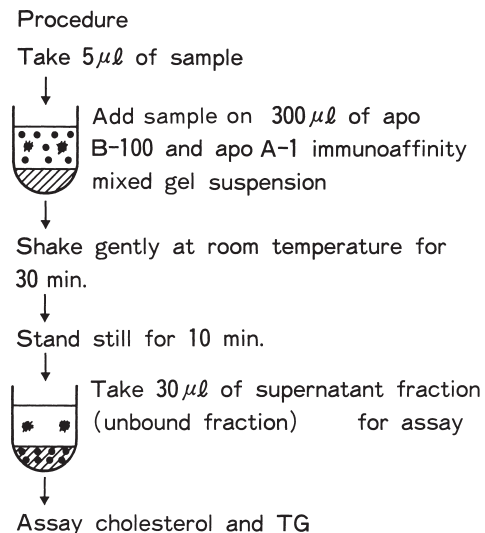 Procedure
Take 5μℓ of sample
Add sample on 300μℓ of apo
B-100 and apo A-1 immunoaffinity
mixed gel suspension
Shake gently at room temperature for
30 min.
Stand still for 10 min.
Take 30μℓ of supernatant fraction
(unbound fraction) for assay
Assay cholesterol and TG